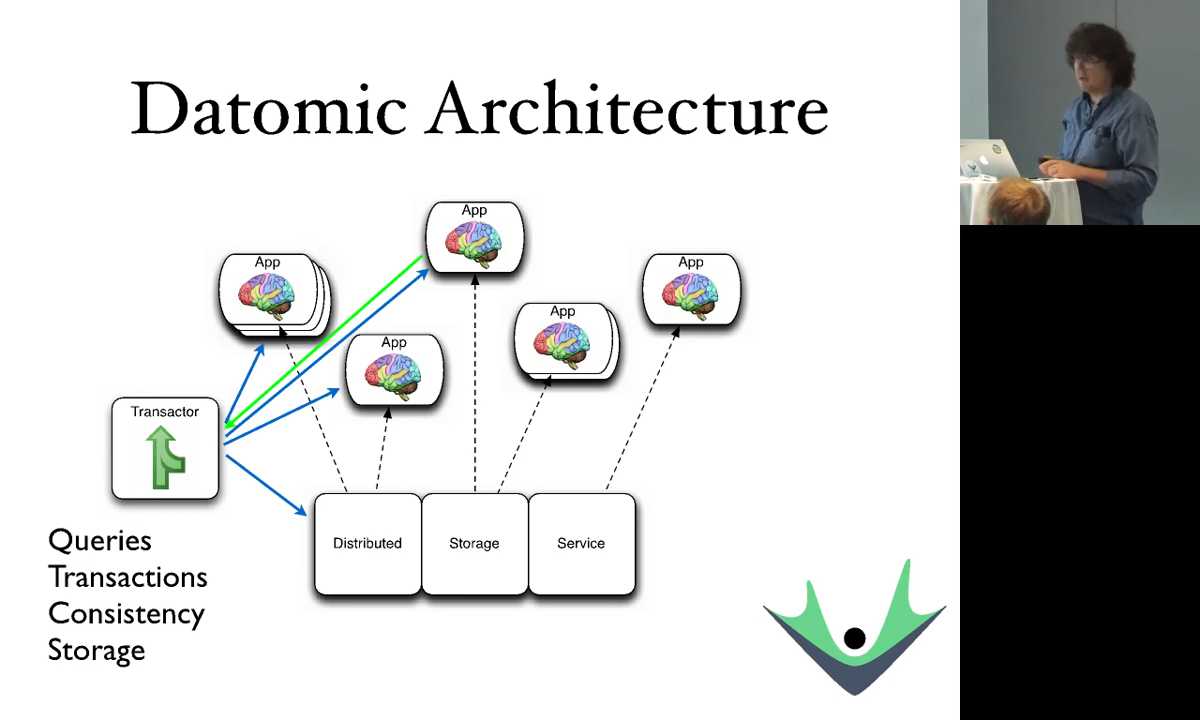 Datomic Architecture
App
App
App
App
App
Transactor
Distributed
Storage
Service
Queries
Transactions
Consistency
Storage